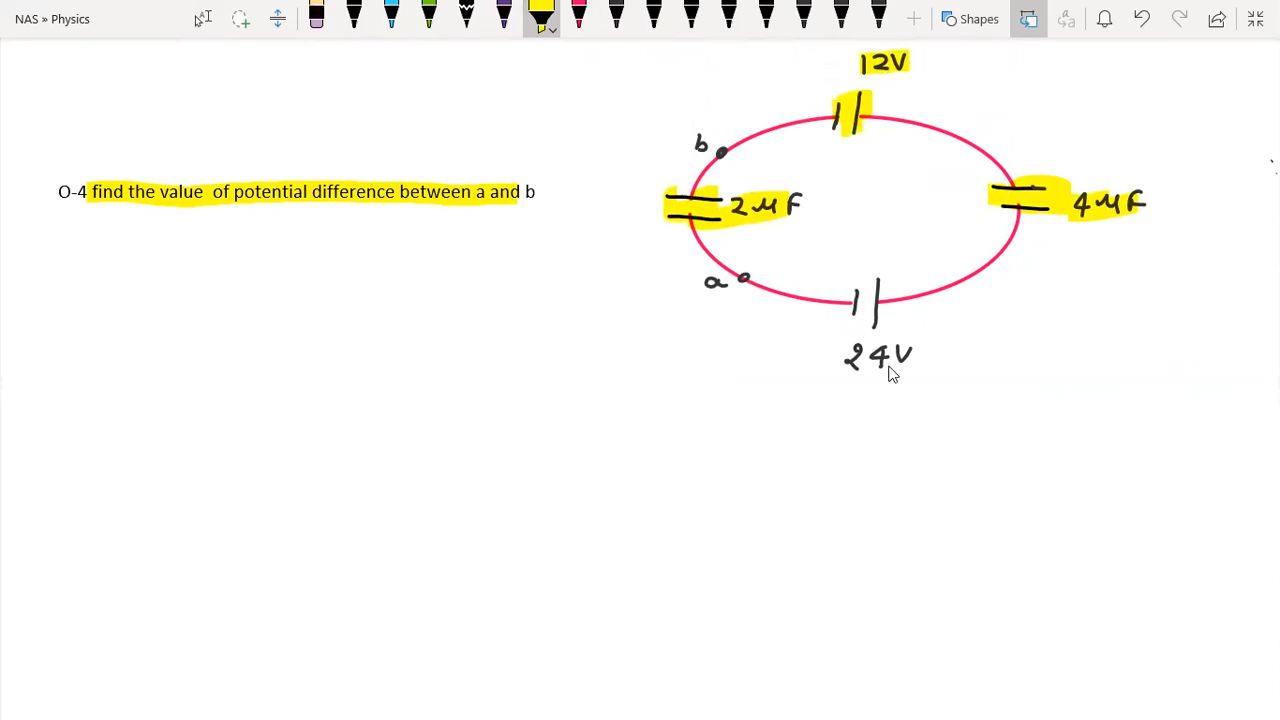 NAS » Physics
Shapes
12V
b
O-4 find the value of potential difference between a and b
2μF
4μF
a
24V